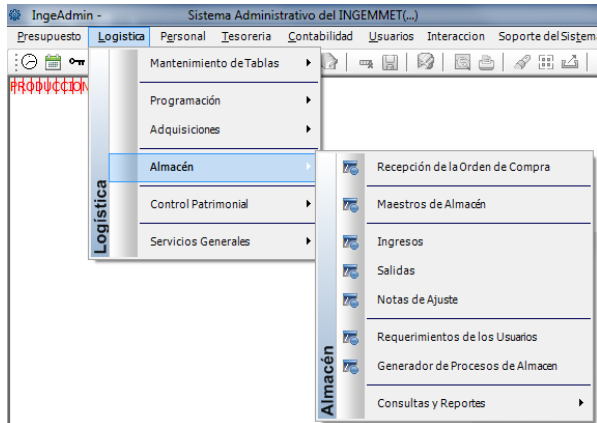 IngeAdmin - Sistema Administrativo del INGEMMET(...)
Presupuesto Logistica Personal Tesoreria Contabilidad Usuarios Interaccion Soporte del Sistem
PRODUCCION
Mantenimiento de Tablas
Programación
Adquisiciones
Almacén
Control Patrimonial
Servicios Generales
Logística
Recepción de la Orden de Compra
Maestros de Almacén
Ingresos
Salidas
Notas de Ajuste
Requerimientos de los Usuarios
Generador de Procesos de Almacen
Consultas y Reportes
Almacén